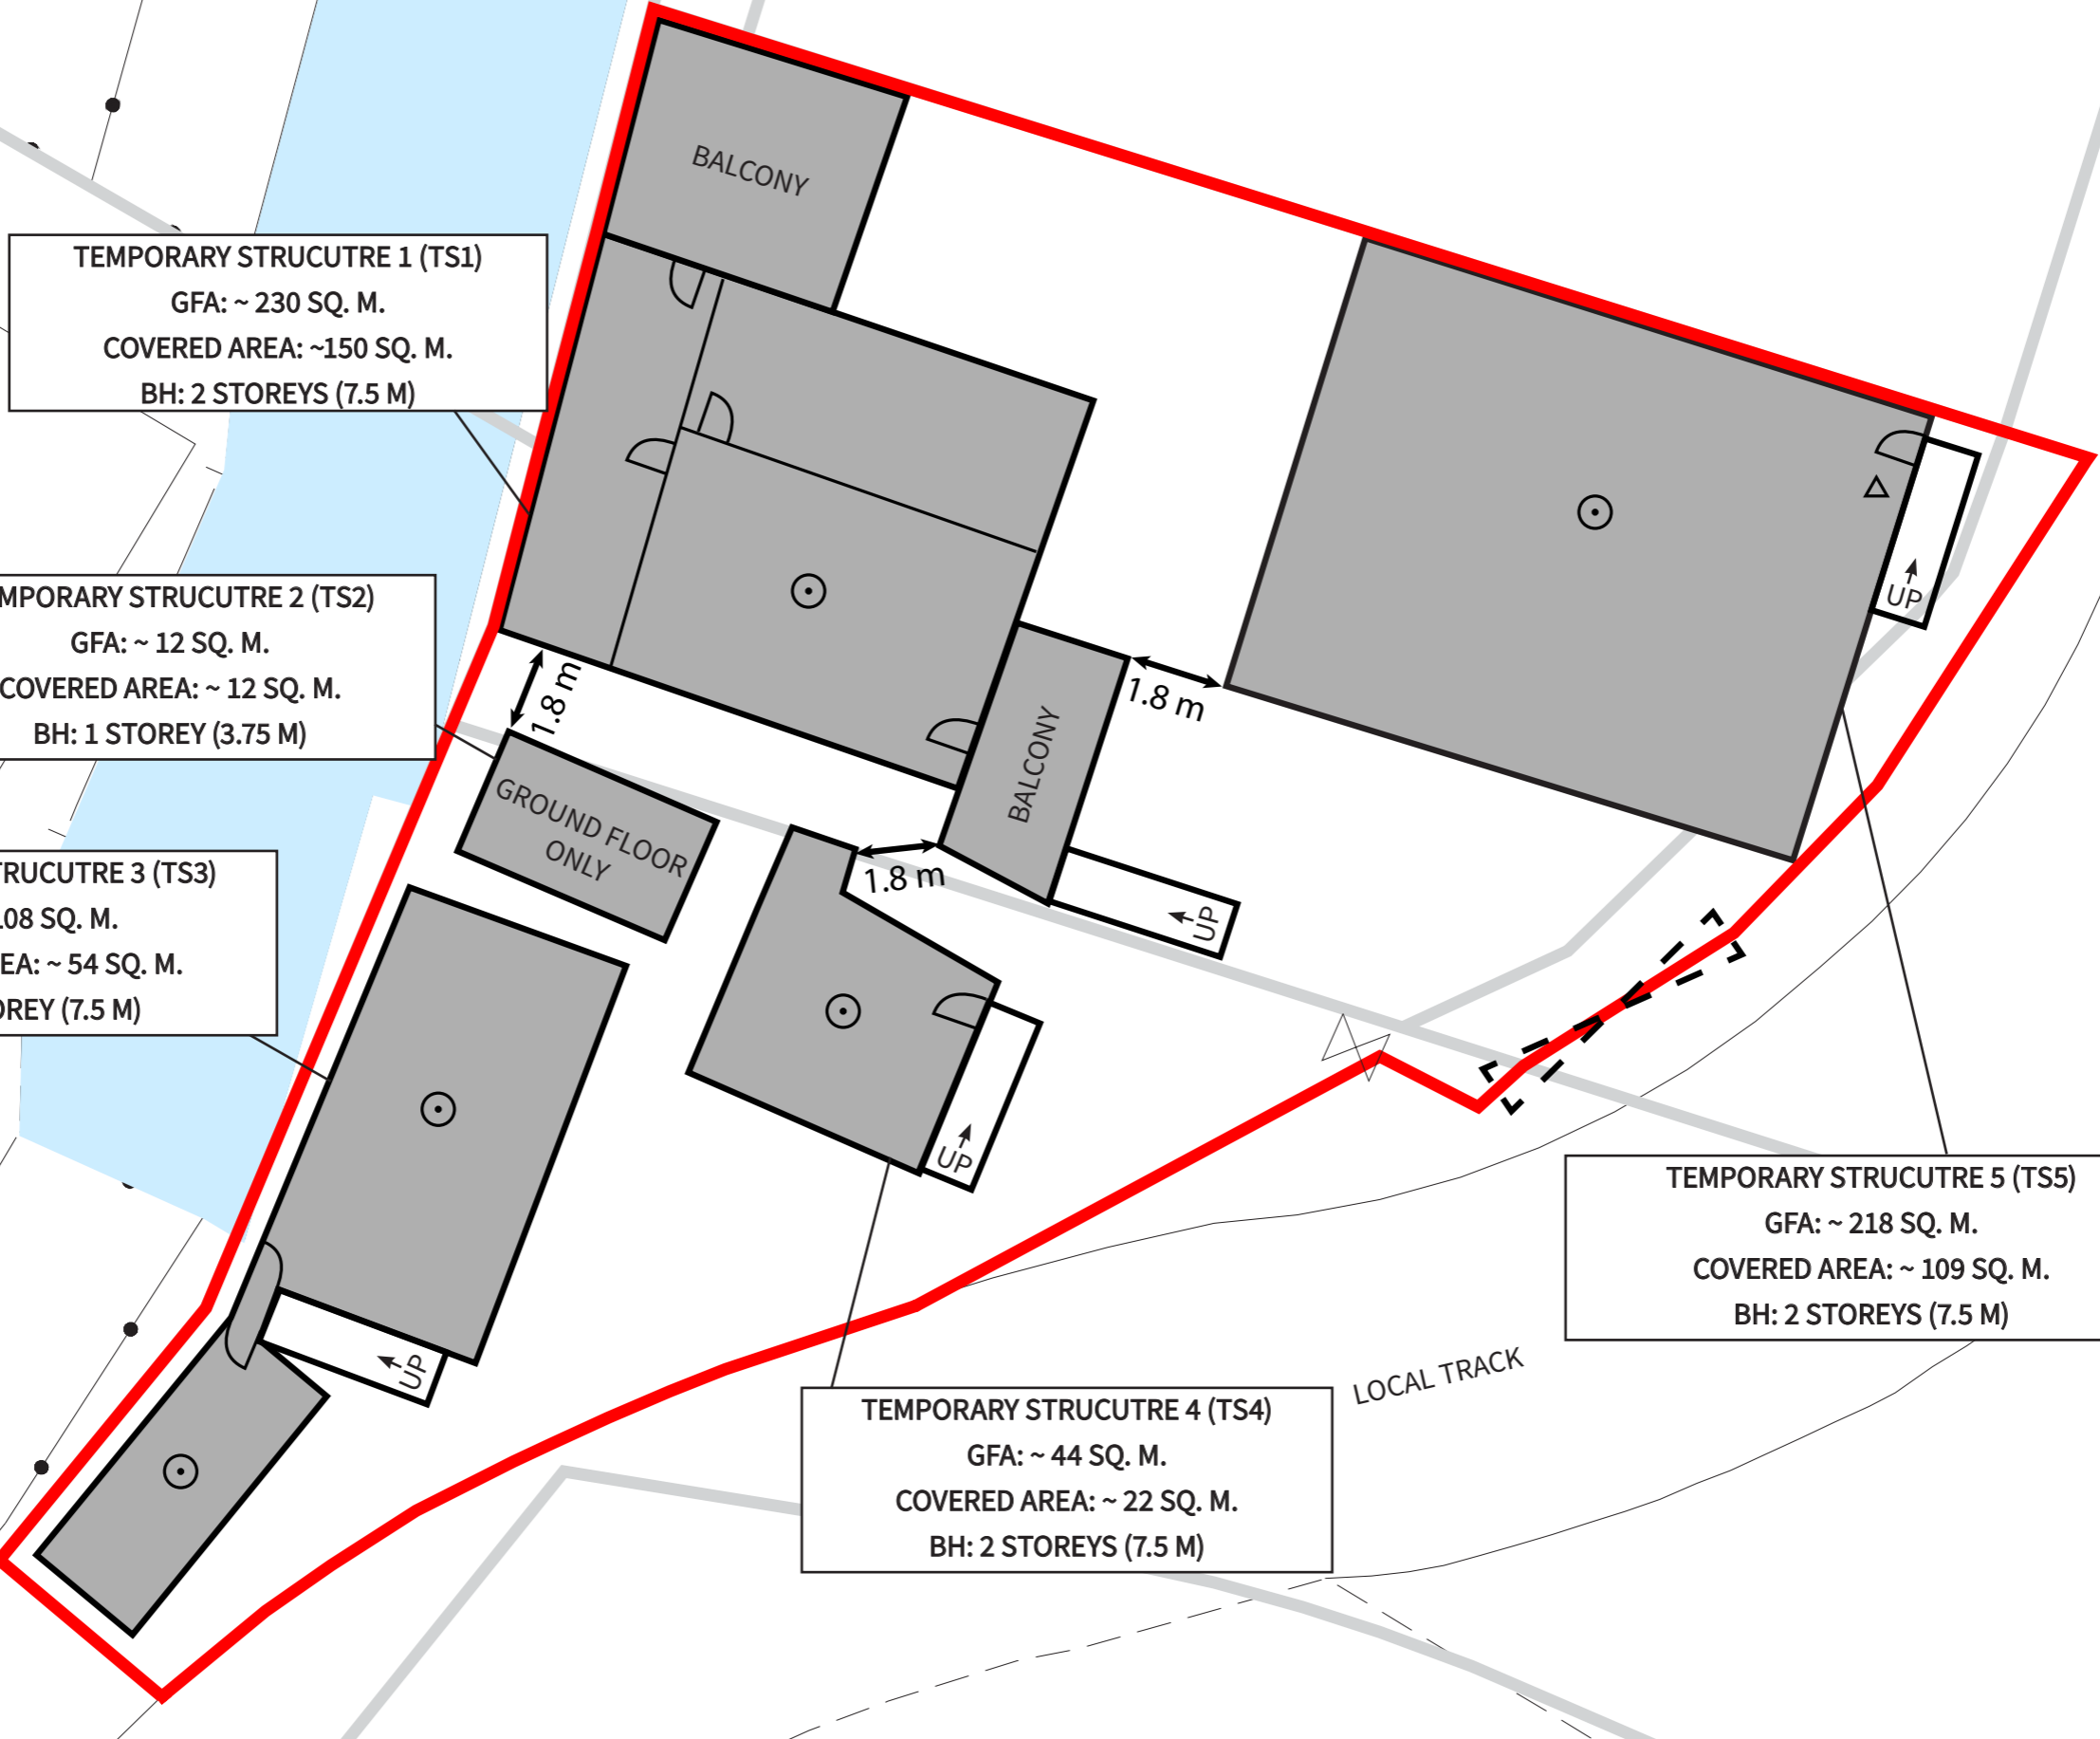 BALCONY
TEMPORARY STRUCUTRE 1 (TS1)
GFA: ~ 230 SQ. M.
COVERED AREA: ~150 SQ. M.
BH: 2 STOREYS (7.5 M)
MPORARY STRUCUTRE 2 (TS2)
GFA: ~ 12 SQ. M.
COVERED AREA: ~ 12 SQ. M.
BH: 1 STOREY (3.75 M)
UP
1.8 m
1.8 m
BALCONY
GROUND FLOOR
ONLY
1.8 m
TRUCUTRE 3 (TS3)
08 SQ. M.
EA: ~ 54 SQ. M.
OREY (7.5 M)
UP
UP
TEMPORARY STRUCUTRE 5 (TS5)
GFA: ~ 218 SQ. M.
COVERED AREA: ~ 109 SQ. M.
BH: 2 STOREYS (7.5 M)
UP
LOCAL TRACK
TEMPORARY STRUCUTRE 4 (TS4)
GFA: ~ 44 SQ. M.
COVERED AREA: ~ 22 SQ. M.
BH: 2 STOREYS (7.5 M)